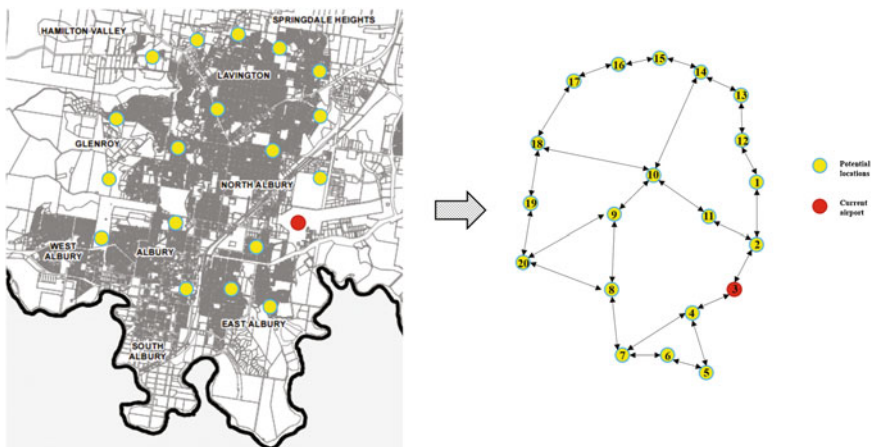 SPRINGDALE HEIGHTS
HAMILTON VALLEY
LAVINGTON
GLENROY
NORTH ALBURY
WEST
ALBURY
ALBURY
EAST ALBURY
SOUTH
ALBURY
15
16
14
17
13
12
18
10
1
19
9
11
2
20
8
3
4
7
6
5
Potential
locations
Current
airport